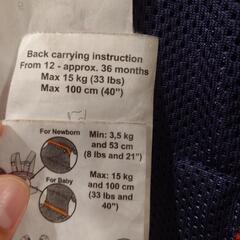 Back carrying instruction
From 12 - approx. 36 months
Max 15 kg (33 lbs)
Max 100 cm (40")
For Newborn
Min: 3,5
kg and
53 cm
(8 lbs and 21")
For Baby
Max: 15
kg
and 100
cm
(33 lbs
and
40")